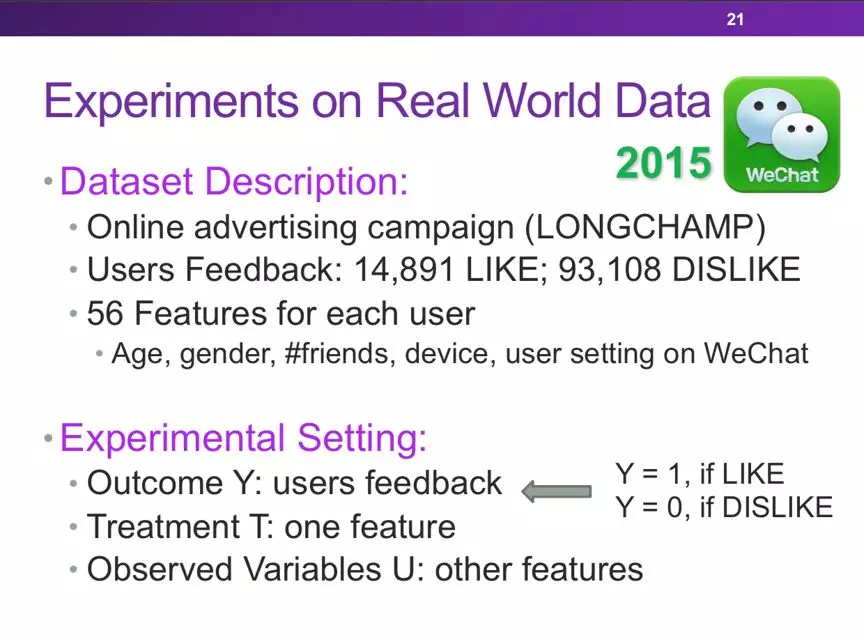 21
Experiments on Real World Data
2015
WeChat
• Dataset Description:
• Online advertising campaign (LONGCHAMP)
• Users Feedback: 14,891 LIKE; 93,108 DISLIKE
• 56 Features for each user
• Age, gender, #friends, device, user setting on WeChat
• Experimental Setting:
• Outcome Y: users feedback
Y = 1, if LIKE
Y = 0, if DISLIKE
• Treatment T: one feature
• Observed Variables U: other features